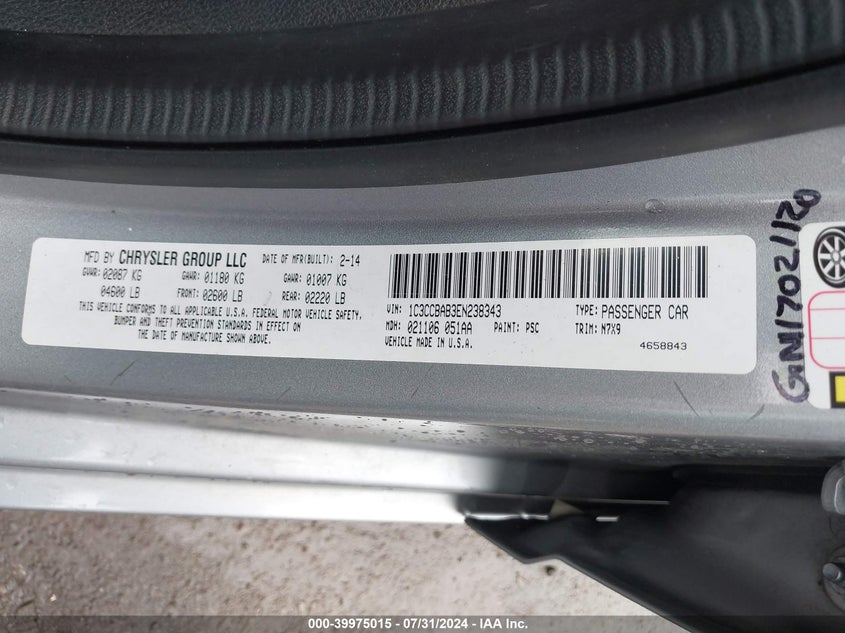 MFD BY CHRYSLER GROUP LLC
DATE OF MFR(BUILT): 2-14
GVWR: 02087 KG
GAWR: 01180 KG
GAWR: 01007 KG
04600 LB
FRONT: 02600 LB
REAR: 02220 LB
THIS VEHICLE CONFORMS TO ALL APPLICABLE U.S.A. FEDERAL MOTOR VEHICLE SAFETY,
BUMPER AND THEFT PREVENTION STANDARDS IN EFFECT ON
THE DATE OF MANUFACTURE SHOWN ABOVE.
VIN: 1C3CCBAB3EN238343
TYPE: PASSENGER CAR
MDH: 021106 051AA
PAINT: PSC
TRIM: N7X9
VEHICLE MADE IN U.S.A.
4658843
GN1702/120
000-39975015 - 07/31/2024 - IAA Inc.